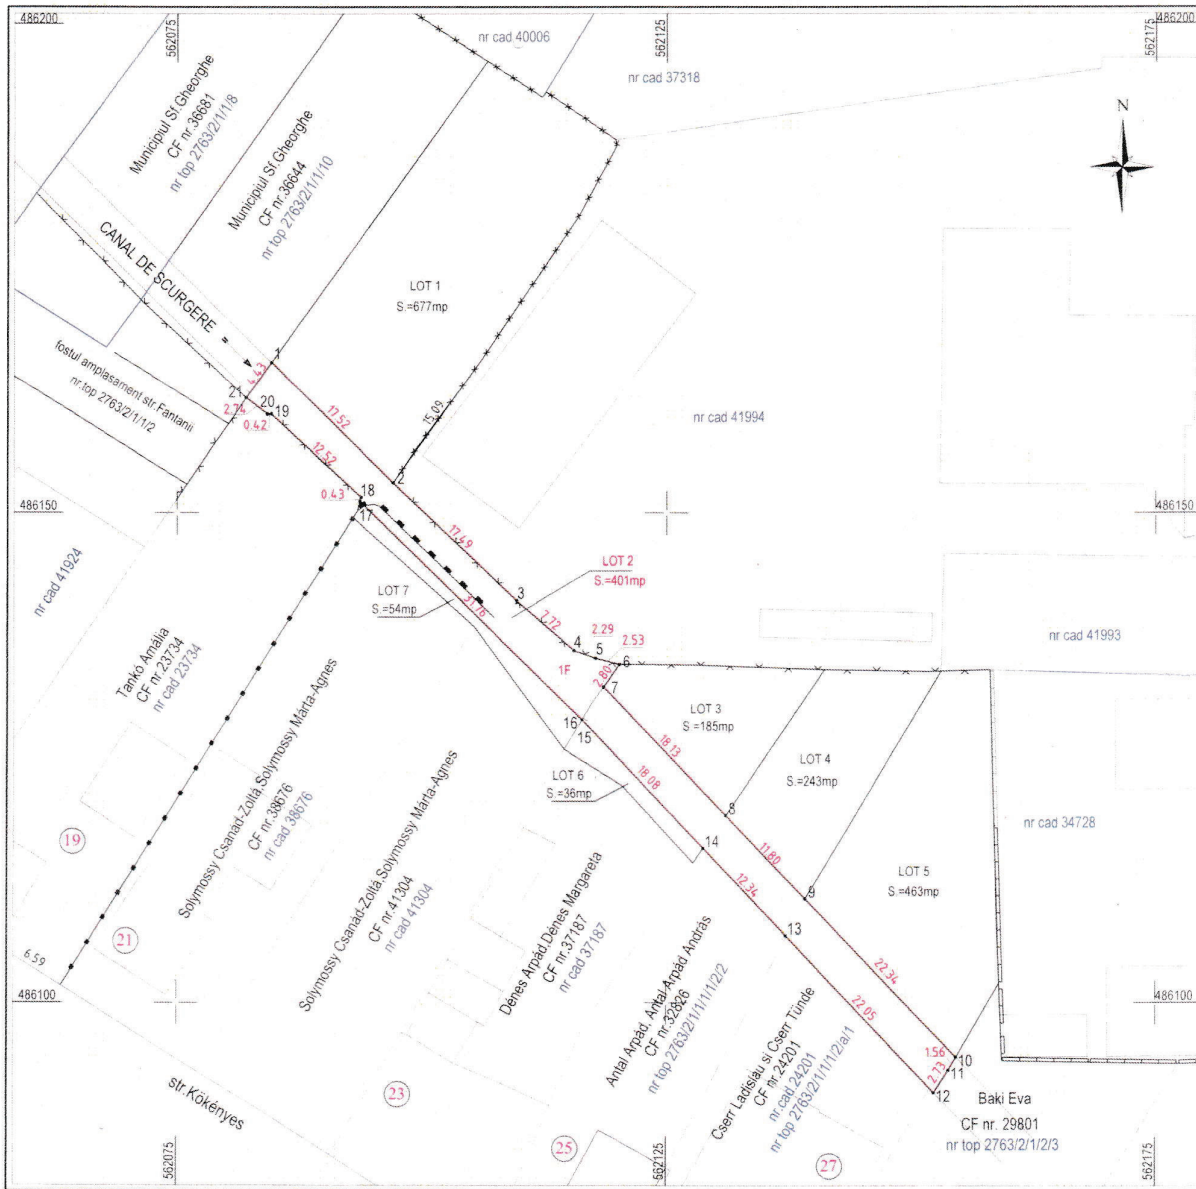 486200
562075
562125
562175
486200
nr cad 40006
nr cad 37318
N
Municipiul Sf.Gheorghe
CF nr.36681
nr top 2763/2/1/1/8
Municipiul Sf.Gheorghe
CF nr.36644
nr top 2763/2/1/1/10
CANAL DE SCURGERE
LOT 1
S.=677mp
fostul amplasament str.Fantanii
nr.top 2763/2/1/1/2
1
4.43
21
2.74
20
19
0.42
17.52
15.09
nr cad 41994
12.52
2
18
0.43
17
486150
486150
17.49
nr cad 41924
LOT 2
S.=401mp
3
LOT 7
S.=54mp
31.76
7.72
4
2.29
5
2.53
6
1F
2.80
7
nr cad 41993
Tankó Amália
CF nr.23734
nr cad 23734
LOT 3
S.=185mp
16
15
18.13
LOT 4
S.=243mp
LOT 6
S.=36mp
18.08
8
nr cad 34728
Solymossy Csanád-Zoltá,Solymossy Márta-Agnes
CF nr.38676
nr cad 38676
19
14
11.80
Solymossy Csanád-Zoltá,Solymossy Márta-Agnes
CF nr.41304
nr cad 41304
12.34
9
LOT 5
S.=463mp
Denes Arpád,Denes Margareta
CF nr.37187
nr cad 37187
13
21
22.34
6.59
Antal Arpád, Antal Arpád András
CF nr.32826
nr top 2763/2/1/1/1/1/2/2
22.05
486100
486100
Cserr Ladislau si Cserr Tünde
CF nr.24201
nr.cad 24201
nr top 2763/2/1/1/1/2/a/1
1.56
10
2.73
11
12
str.Kökényes
23
Baki Eva
CF nr. 29801
nr top 2763/2/1/2/3
25
27
562075
562125
562175